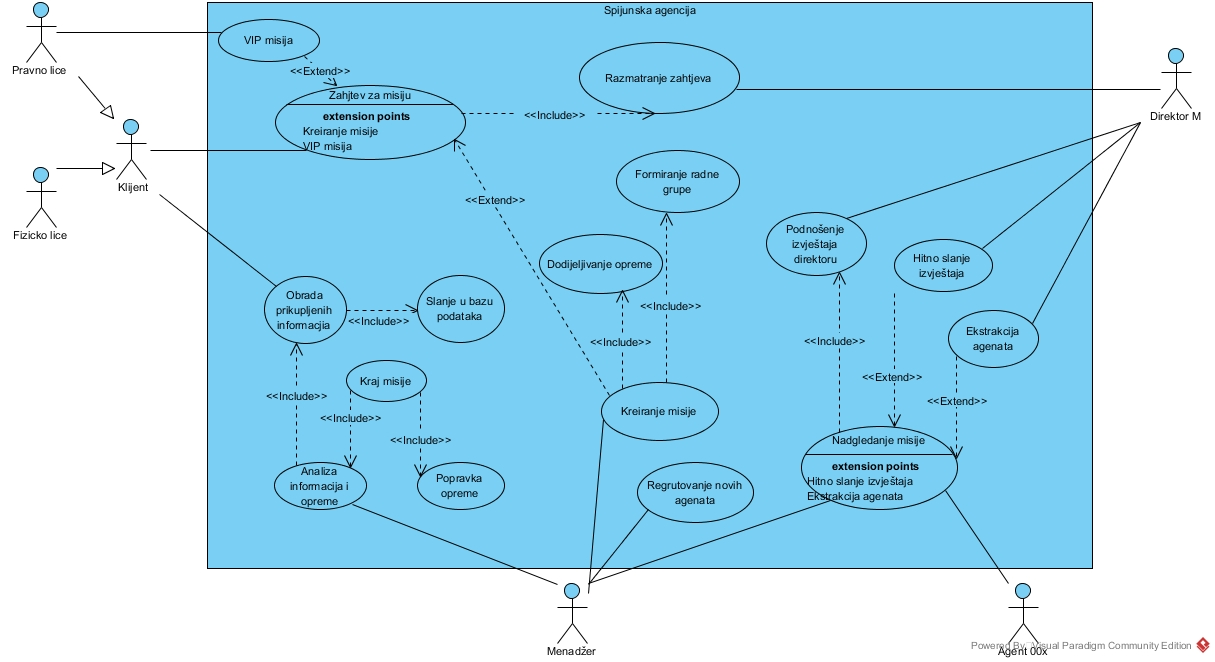 Spijunska agencija
Pravno lice
VIP misija
<<Extend>>
Zahjtev za misiju
extension points
Kreiranje misije
VIP misija
<<Include>>
Razmatranje zahtjeva
Direktor M
Klijent
Fizicko lice
Formiranje radne
grupe
<<Extend>>
Dodijeljivanje opreme
Podnošenje
izvještaja
direktoru
Hitno slanje
izvještaja
Obrada
prikupljenih
informacjia
<<Include>>
Slanje u bazu
podataka
<<Include>>
<<Include>>
<<Include>>
Ekstrakcija
agenata
<<Extend>>
<<Extend>>
Kraj misije
<<Include>>
<<Include>>
<<Include>>
Kreiranje misije
Nadgledanje misije
extension points
Hitno slanje izvještaja
Ekstrakcija agenata
Analiza
informacija i
opreme
Popravka
opreme
Regrutovanje novih
agenata
Menadžer
Agent 00x
Powered By Visual Paradigm Community Edition